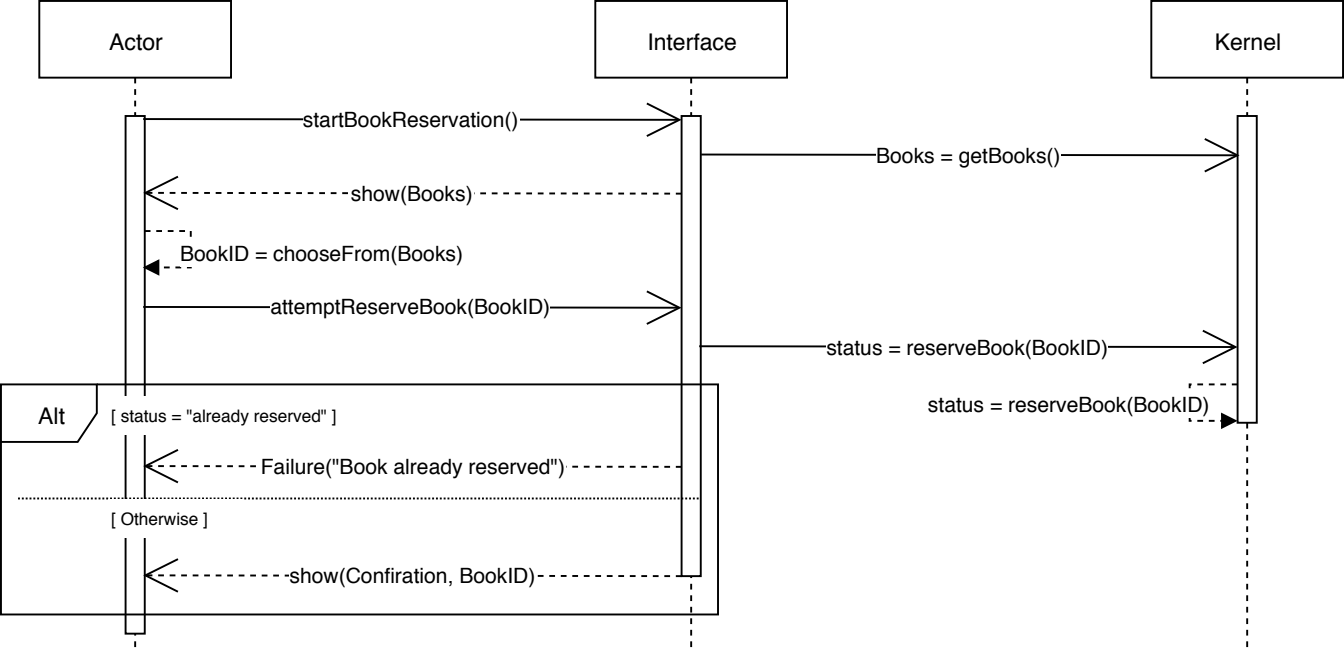 Actor
Interface
Kernel
startBookReservation()
Books = getBooks()
show(Books)
BookID = chooseFrom(Books)
attemptReserveBook(BookID)
status = reserveBook(BookID)
status = reserveBook(BookID)
Alt
[ status = "already reserved" ]
Failure("Book already reserved")
[ Otherwise ]
show(Confiration, BookID)